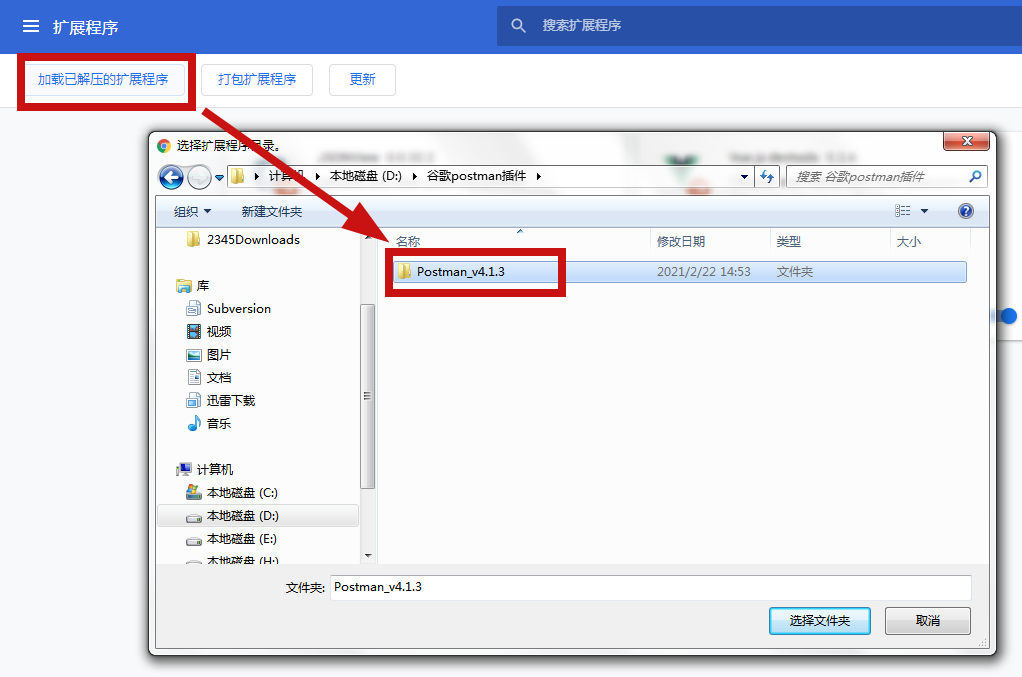 扩展程序
搜索扩展程序
加载已解压的扩展程序
打包扩展程序
更新
选择扩展程序目录。
计算机 本地磁盘 (D:) 谷歌postman插件
搜索 谷歌postman插件
组织
新建文件夹
2345Downloads
库
Subversion
视频
图片
文档
迅雷下载
音乐
计算机
本地磁盘 (C:)
本地磁盘 (D:)
本地磁盘 (E:)
本地磁盘 (H:)
名称 修改日期 类型 大小
Postman_v4.1.3 2021/2/22 14:53 文件夹
文件夹: Postman_v4.1.3
选择文件夹
取消